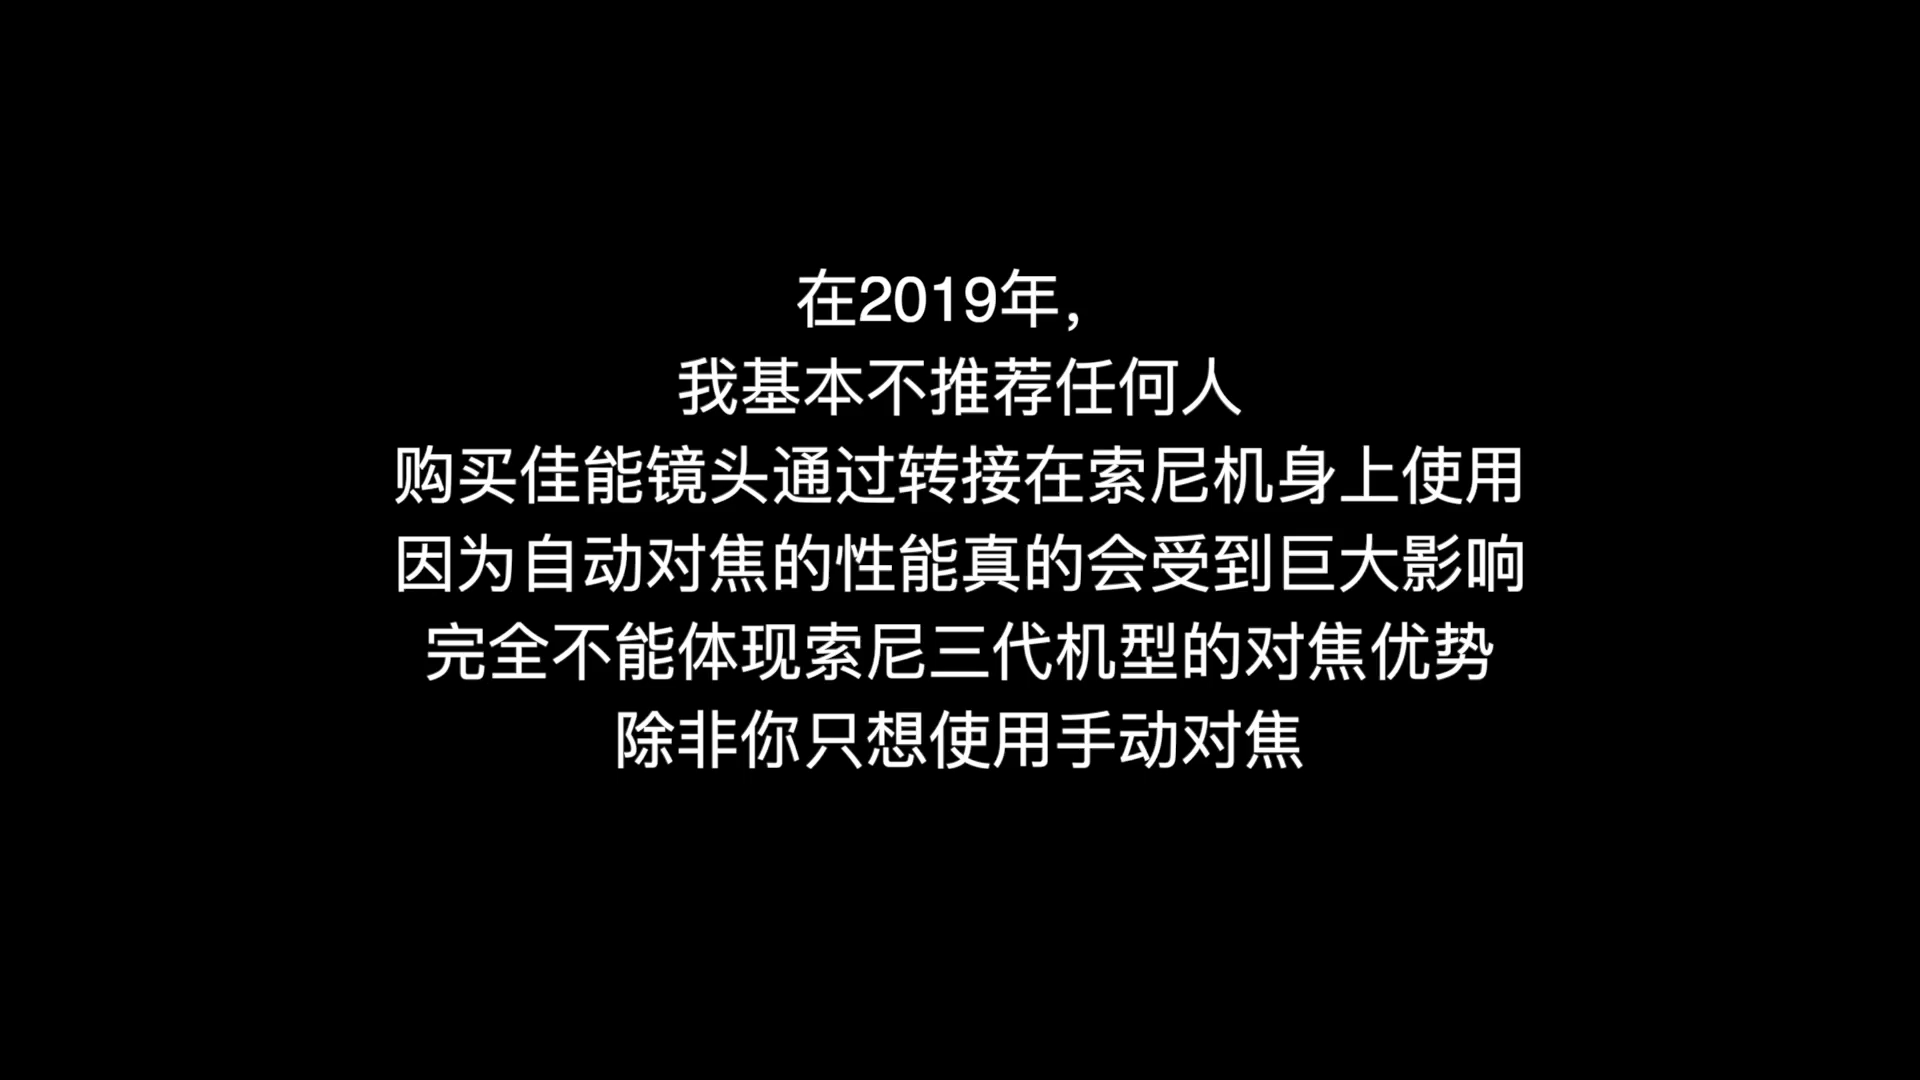 在2019年，
我基本不推荐任何人
购买佳能镜头通过转接在索尼机身上使用
因为自动对焦的性能真的会受到巨大影响
完全不能体现索尼三代机型的对焦优势
除非你只想使用手动对焦